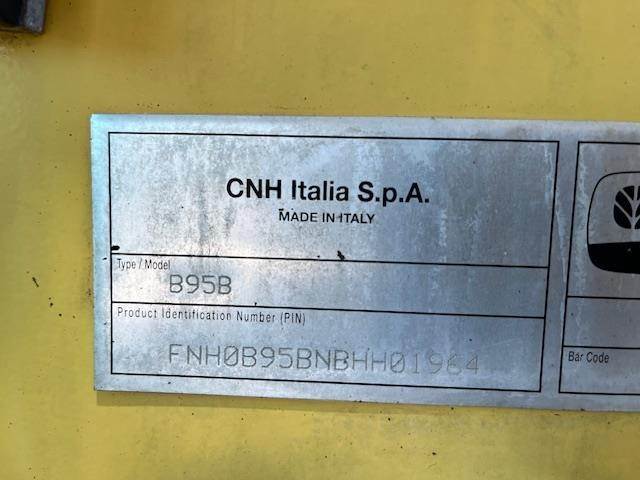 CNH Italia S.p.A.
MADE IN ITALY
Type / Model
B95B
Product Identification Number (PIN)
FNH0B95BNBHH01964
Bar Code